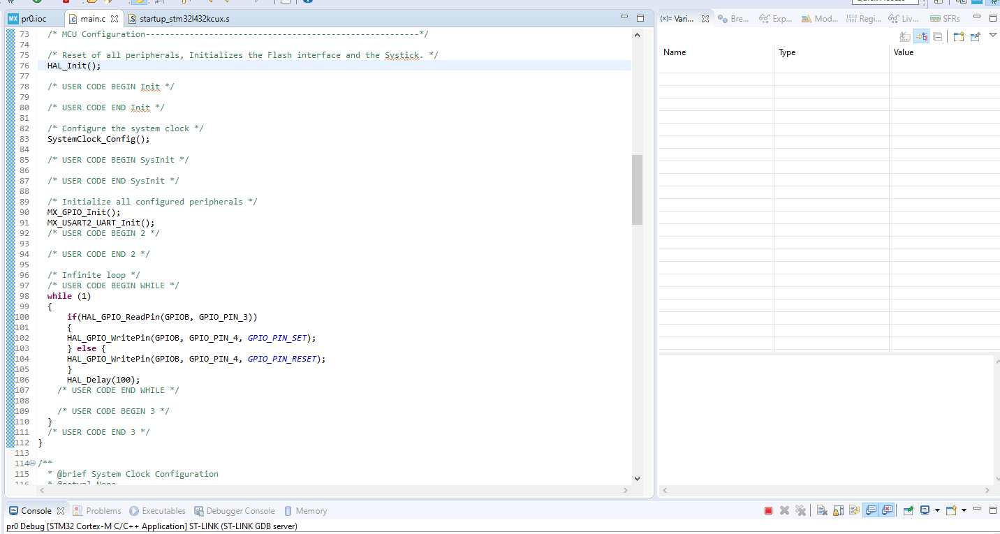 pr0.ioc
main.c
startup_stm32l432kcux.s
73 /* MCU Configuration--------------------------------------------------------*/
74
75 /* Reset of all peripherals, Initializes the Flash interface and the Systick. */
76 HAL_Init();
77
78 /* USER CODE BEGIN Init */
79
80 /* USER CODE END Init */
81
82 /* Configure the system clock */
83 SystemClock_Config();
84
85 /* USER CODE BEGIN SysInit */
86
87 /* USER CODE END SysInit */
88
89 /* Initialize all configured peripherals */
90 MX_GPIO_Init();
91 MX_USART2_UART_Init();
92 /* USER CODE BEGIN 2 */
93
94 /* USER CODE END 2 */
95
96 /* Infinite loop */
97 /* USER CODE BEGIN WHILE */
98 while (1)
99 {
100 if(HAL_GPIO_ReadPin(GPIOB, GPIO_PIN_3))
101 {
102 HAL_GPIO_WritePin(GPIOB, GPIO_PIN_4, GPIO_PIN_SET);
103 } else {
104 HAL_GPIO_WritePin(GPIOB, GPIO_PIN_4, GPIO_PIN_RESET);
105 }
106 HAL_Delay(100);
107 /* USER CODE END WHILE */
108
109 /* USER CODE BEGIN 3 */
110 }
111 /* USER CODE END 3 */
112 }
113
114 /**
115 * @brief System Clock Configuration
116 * @retval None
(x)= Vari... Bre... Exp... Mod... Regi... Liv... SFRs
Name Type Value
Console Problems Executables Debugger Console Memory
pr0 Debug [STM32 Cortex-M C/C++ Application] ST-LINK (ST-LINK GDB server)